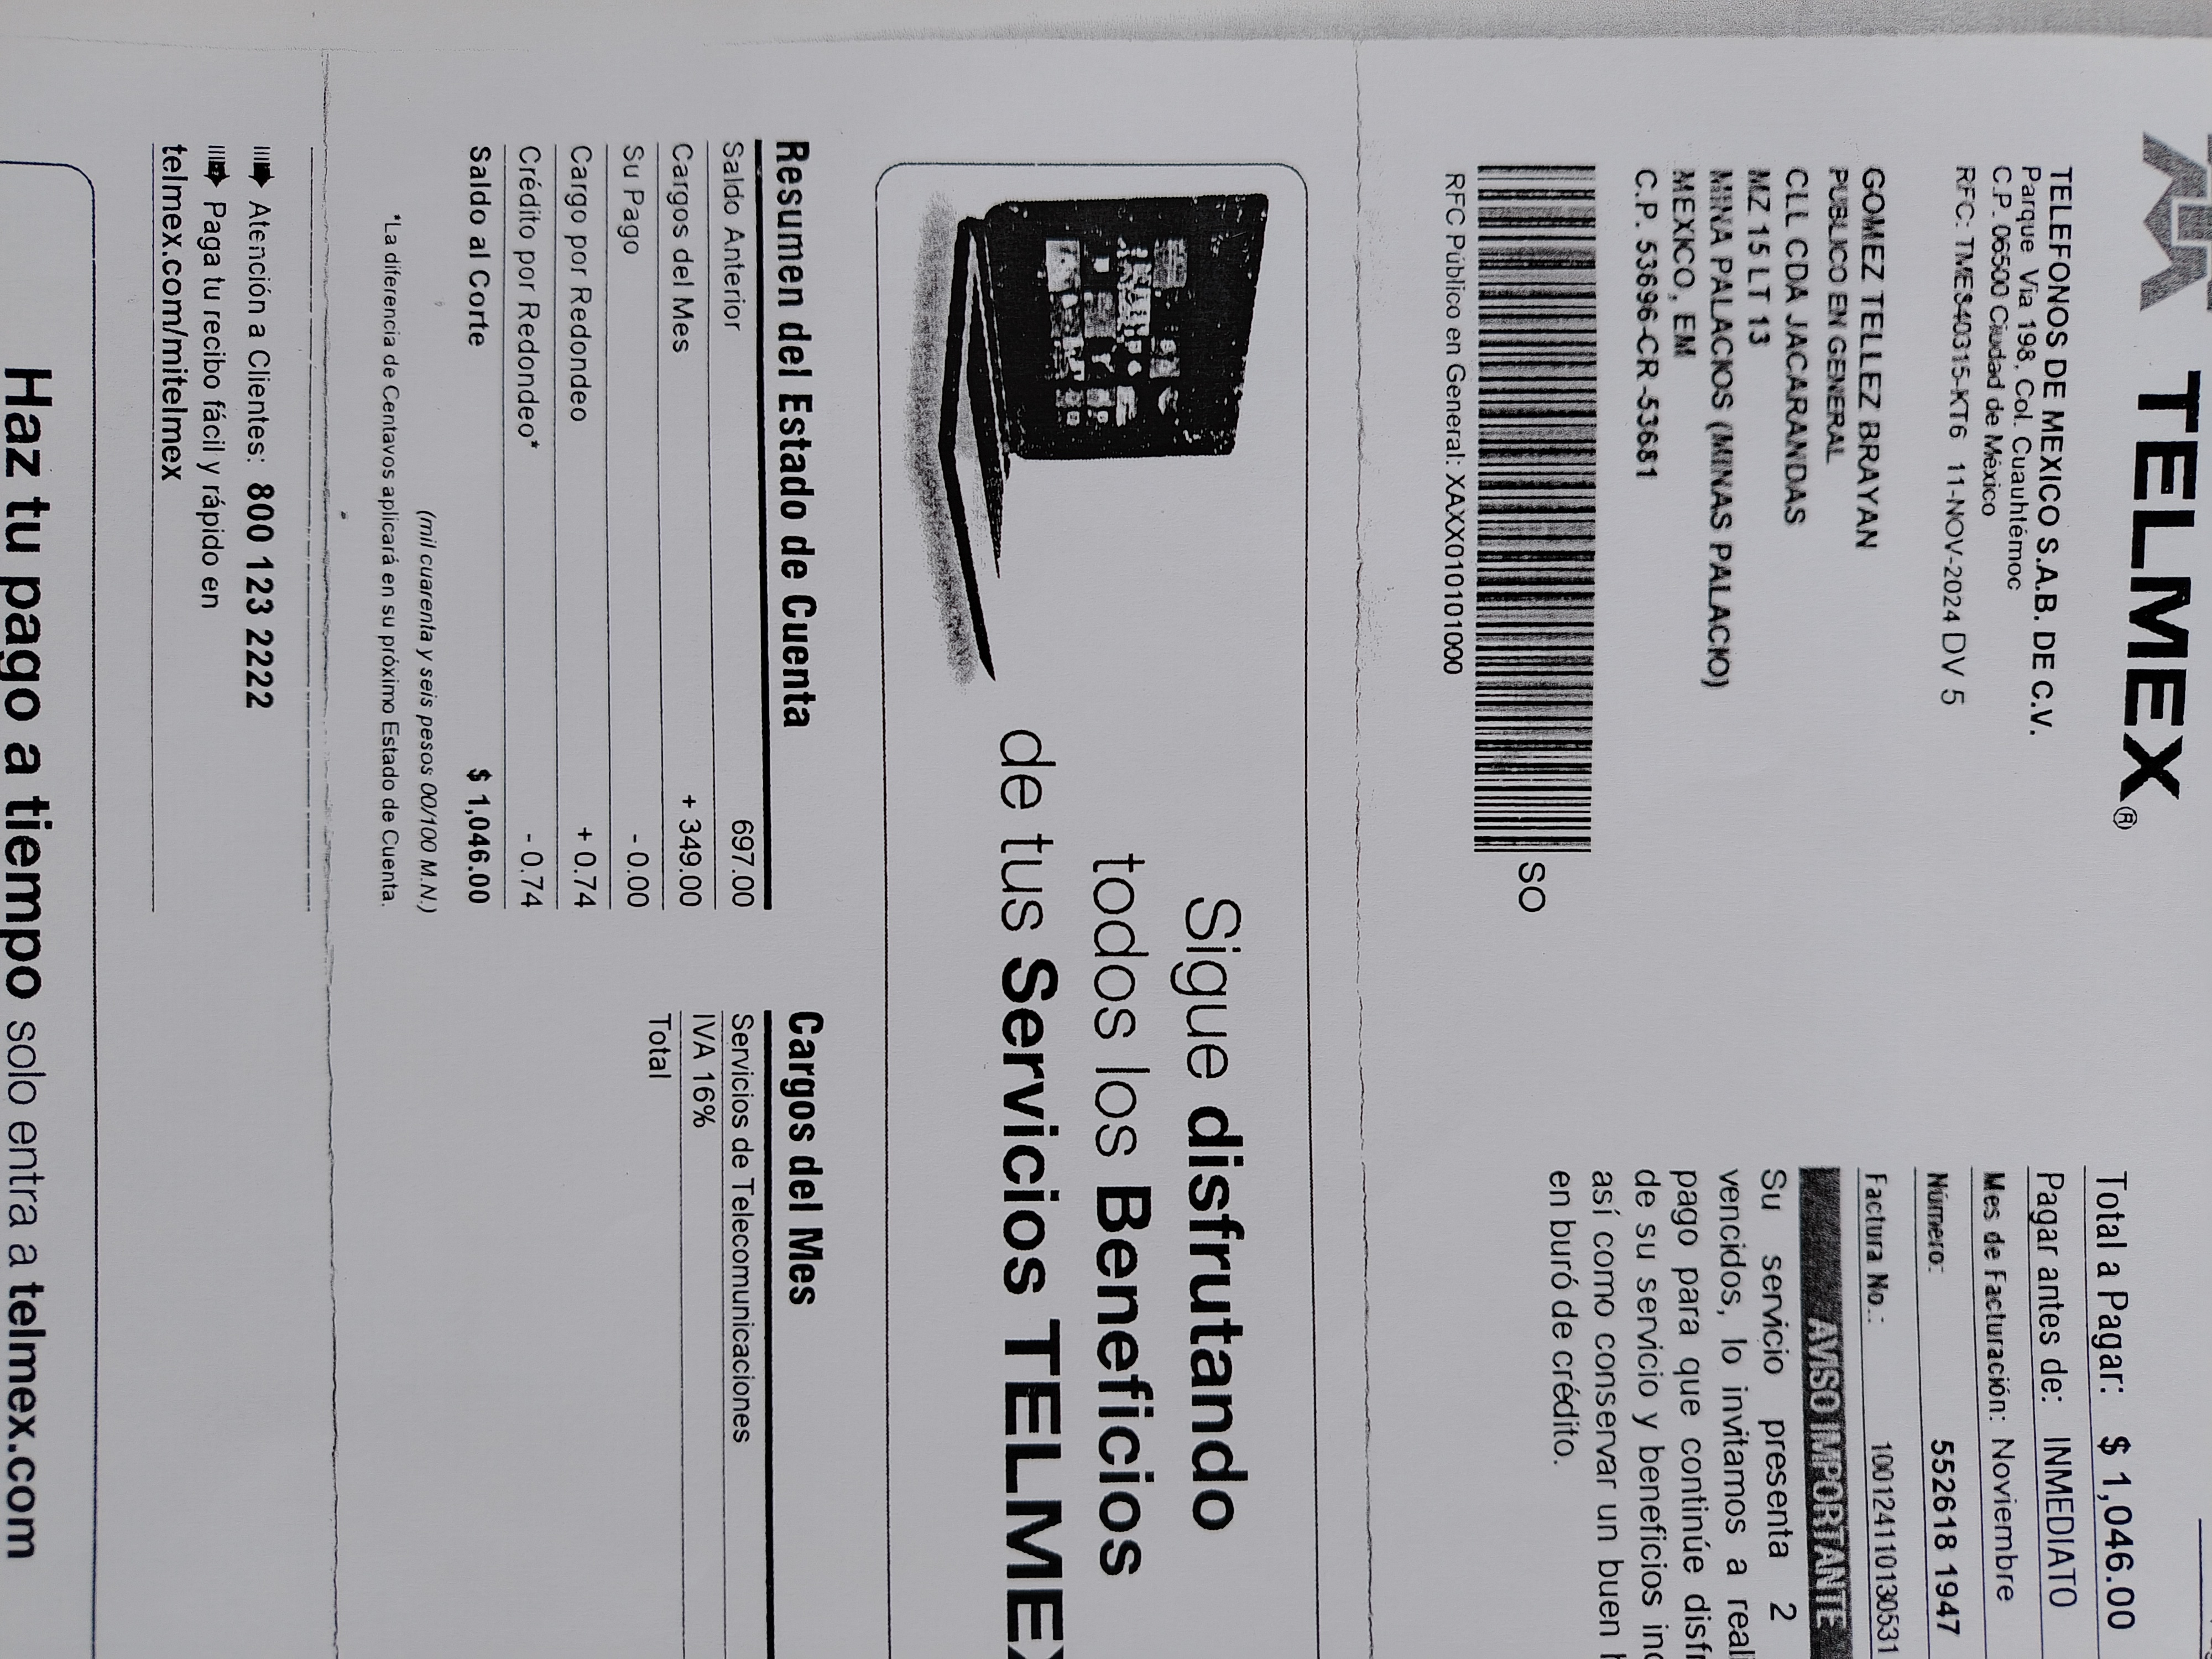 TELMEX®
TELEFONOS DE MEXICO S.A.B. DE C.V.
Parque Via 198, Col. Cuauhtémoc
C.P. 06500 Ciudad de México
RFC: TME840315-KT6 11-NOV-2024 DV 5
GOMEZ TELLEZ BRAYAN
PUBLICO EN GENERAL
CLL CDA JACARANDAS
MZ 15 LT 13
MINA PALACIOS (MINAS PALACIO)
MEXICO, EM
C.P. 53696-CR -53681
SO
RFC Público en General: XAXX010101000
Total a Pagar: $ 1,046.00
Pagar antes de: INMEDIATO
Mes de Facturación: Noviembre
Número: 552618 1947
Factura No.: 100124110130531
AVISO IMPORTANTE
Su servicio presenta 2
vencidos, lo invitamos a real
pago para que continúe disfr
de su servicio y beneficios inc
así como conservar un buen h
en buró de crédito.
Sigue disfrutando
todos los Beneficios
de tus Servicios TELMEX
Resumen del Estado de Cuenta
Saldo Anterior 697.00
Cargos del Mes + 349.00
Su Pago - 0.00
Cargo por Redondeo + 0.74
Crédito por Redondeo* - 0.74
Saldo al Corte $ 1,046.00
(mil cuarenta y seis pesos 00/100 M.N.)
*La diferencia de Centavos aplicará en su próximo Estado de Cuenta.
Cargos del Mes
Servicios de Telecomunicaciones
IVA 16%
Total
Atención a Clientes: 800 123 2222
Paga tu recibo fácil y rápido en
telmex.com/mitelmex
Haz tu pago a tiempo solo entra a telmex.com